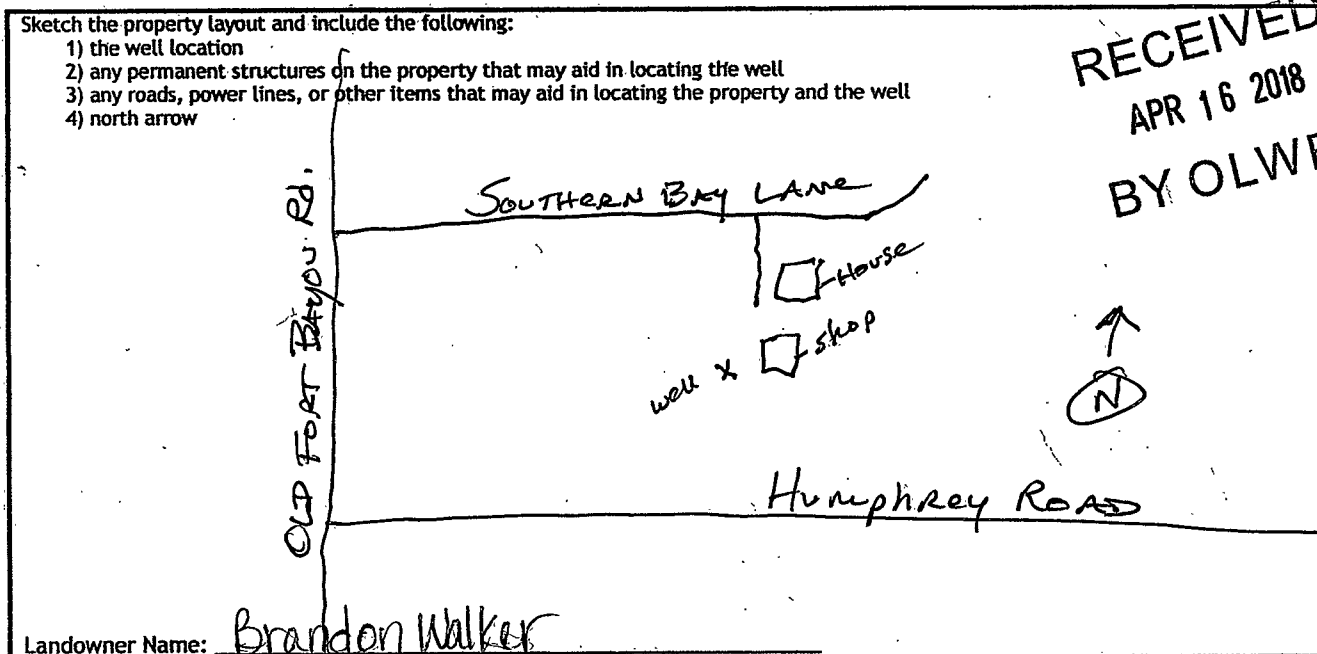 Sketch the property layout and include the following:
1) the well location
2) any permanent structures on the property that may aid in locating the well
3) any roads, power lines, or other items that may aid in locating the property and the well
4) north arrow
RECEIVED
APR 16 2018
BY OLW
OLD FORT BAYOU Rd.
SOUTHERN BAY LANE
House
shop
well X
N
Humphrey ROAD
Landowner Name: Brandon Walker